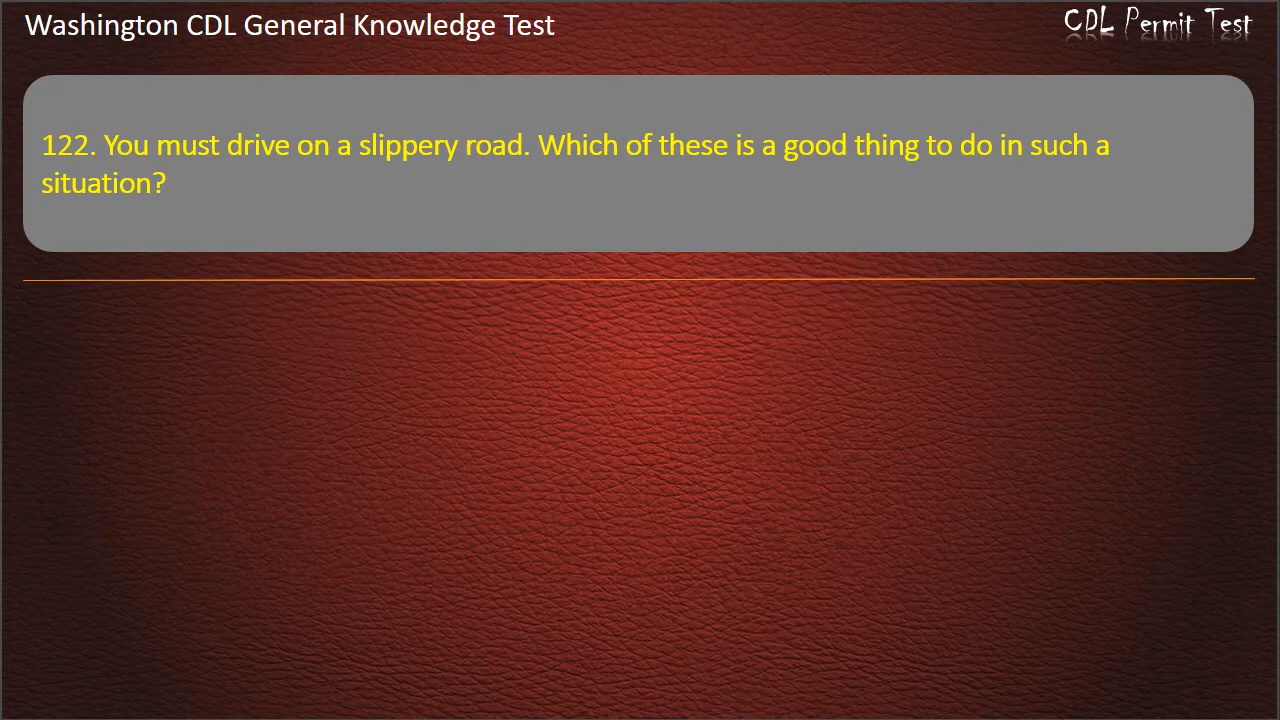 Washington CDL General Knowledge Test
CDL Permit Test
122. You must drive on a slippery road. Which of these is a good thing to do in such a
situation?